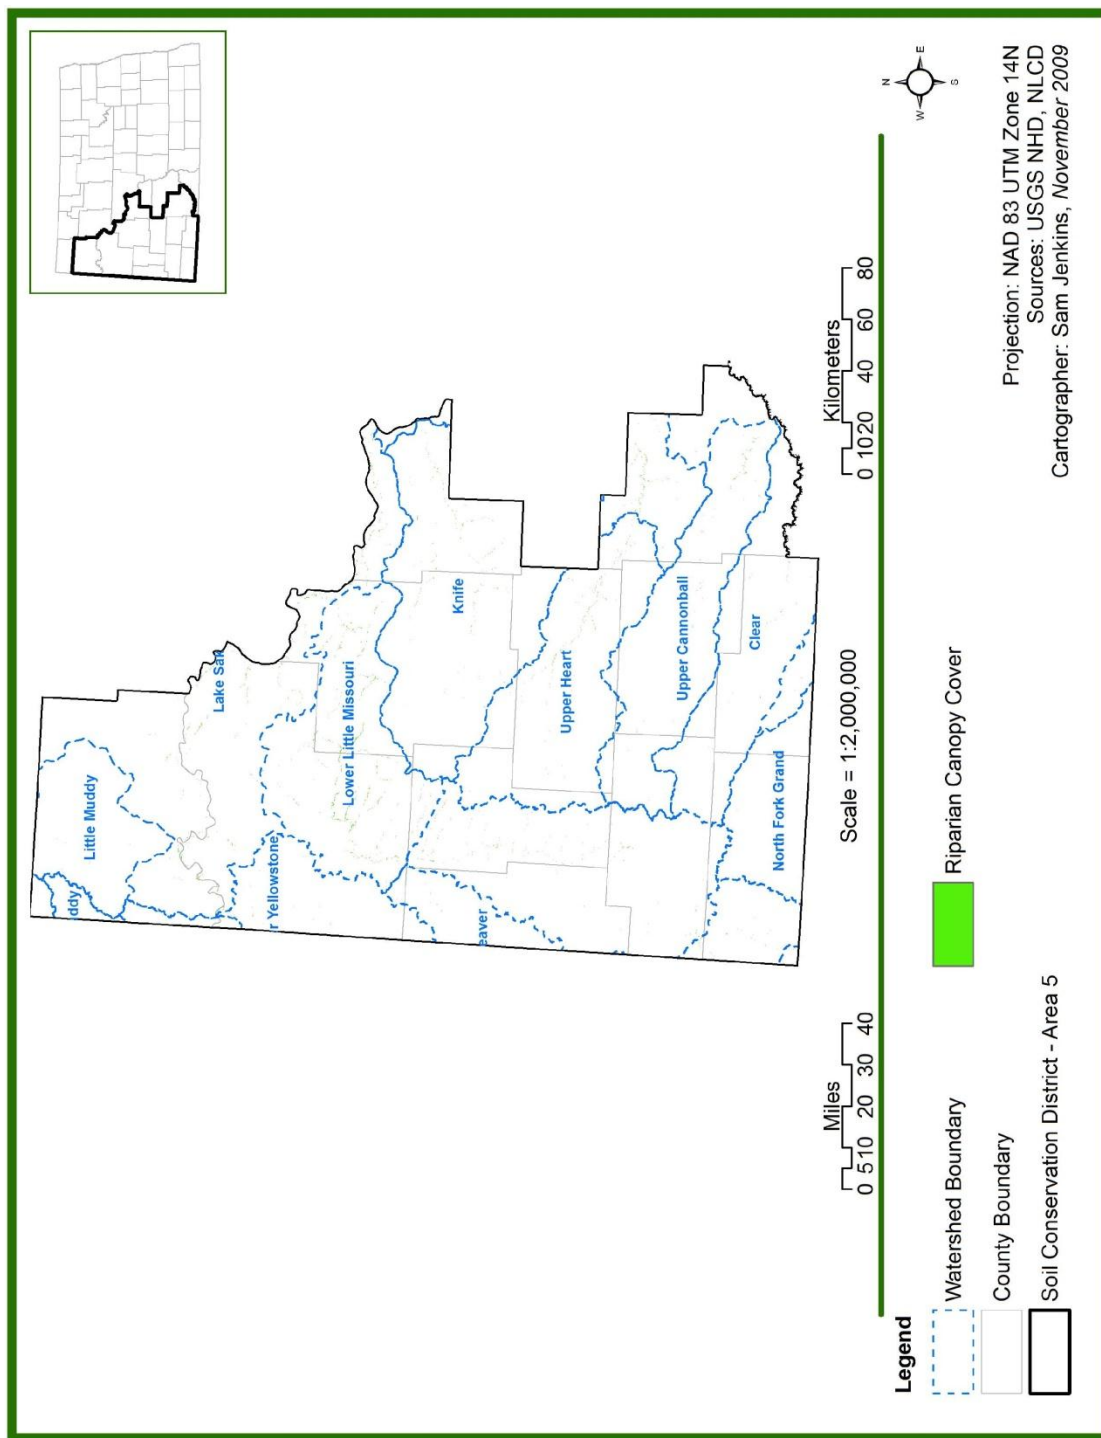 Little Muddy
ddy
Lake Sak
r Yellowstone
Lower Little Missouri
Knife
eaver
Upper Heart
Upper Cannonball
Clear
North Fork Grand
Miles
0 5 10 20 30 40
Scale = 1:2,000,000
Kilometers
0 10 20 40 60 80
Legend
Watershed Boundary
County Boundary
Soil Conservation District - Area 5
Riparian Canopy Cover
N
W E
S
Projection: NAD 83 UTM Zone 14N
Sources: USGS NHD, NLCD
Cartographer: Sam Jenkins, November 2009